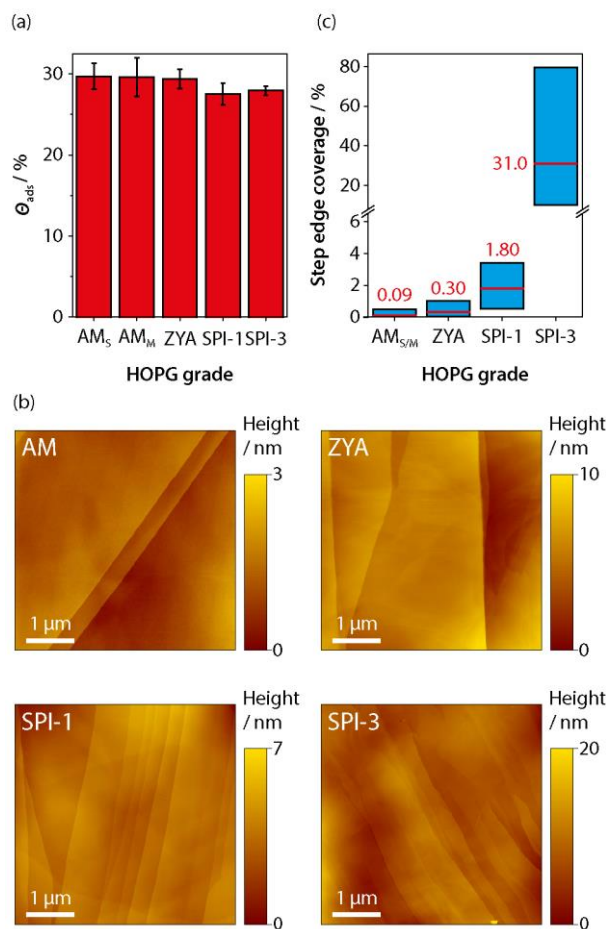 (a)
Θads / %
30
20
10
0
AMS AMM ZYA SPI-1 SPI-3
HOPG grade
(c)
Step edge coverage / %
80
60
40
20
6
4
2
0
0.09
0.30
1.80
31.0
AMS/M ZYA SPI-1 SPI-3
HOPG grade
(b)
AM
1 µm
Height
/ nm
3
0
ZYA
1 µm
Height
/ nm
10
0
SPI-1
1 µm
Height
/ nm
7
0
SPI-3
1 µm
Height
/ nm
20
0